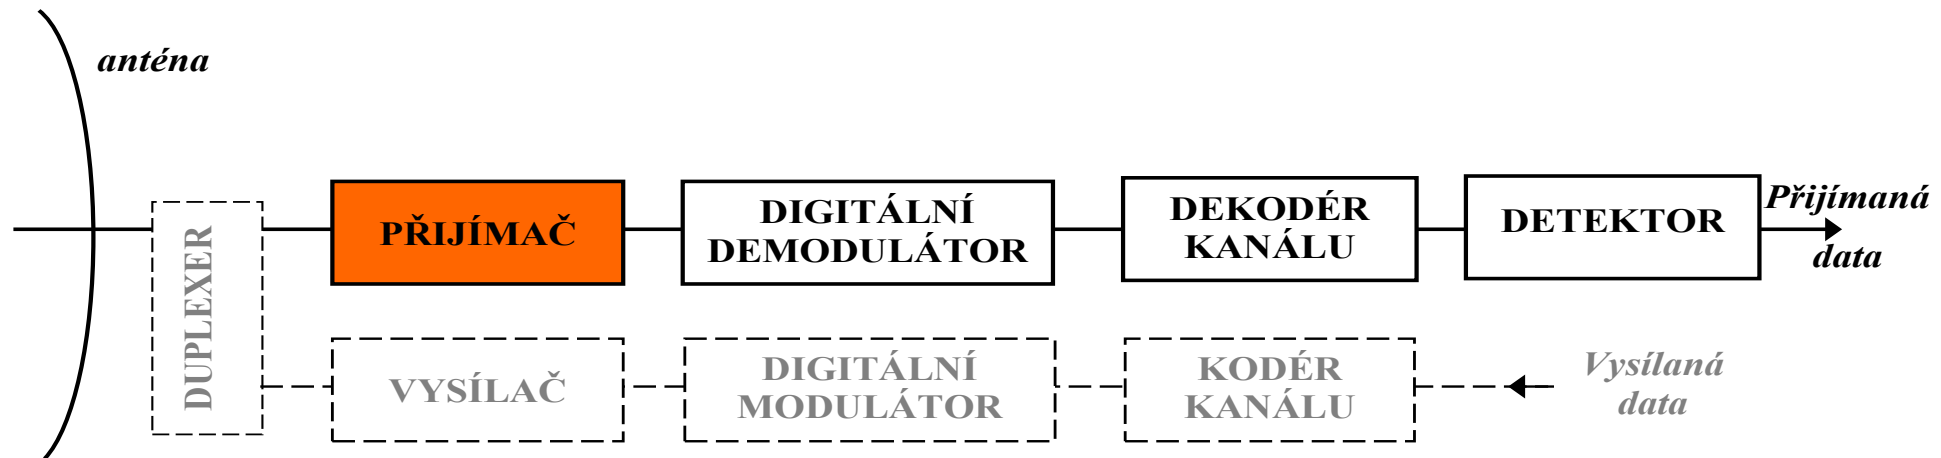 anténa
DUPLEXER
PŘIJÍMAČ
DIGITÁLNÍ
DEMODULÁTOR
DEKODÉR
KANÁLU
DETEKTOR
Přijímaná
data
VYSÍLAČ
DIGITÁLNÍ
MODULÁTOR
KODÉR
KANÁLU
Vysílaná
data